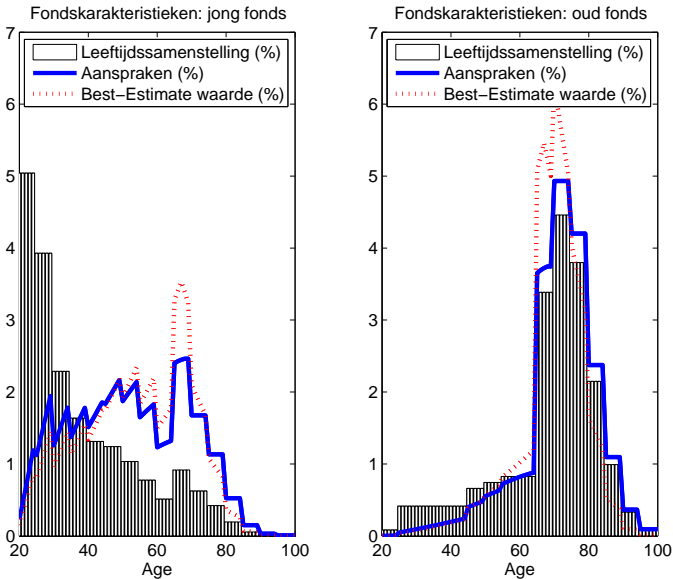 Fondskarakteristieken: jong fonds
7
6
5
4
3
2
1
0
Leeftijdssamenstelling (%)
Aanspraken (%)
Best−Estimate waarde (%)
20 40 60 80 100
Age
Fondskarakteristieken: oud fonds
7
6
5
4
3
2
1
0
Leeftijdssamenstelling (%)
Aanspraken (%)
Best−Estimate waarde (%)
20 40 60 80 100
Age